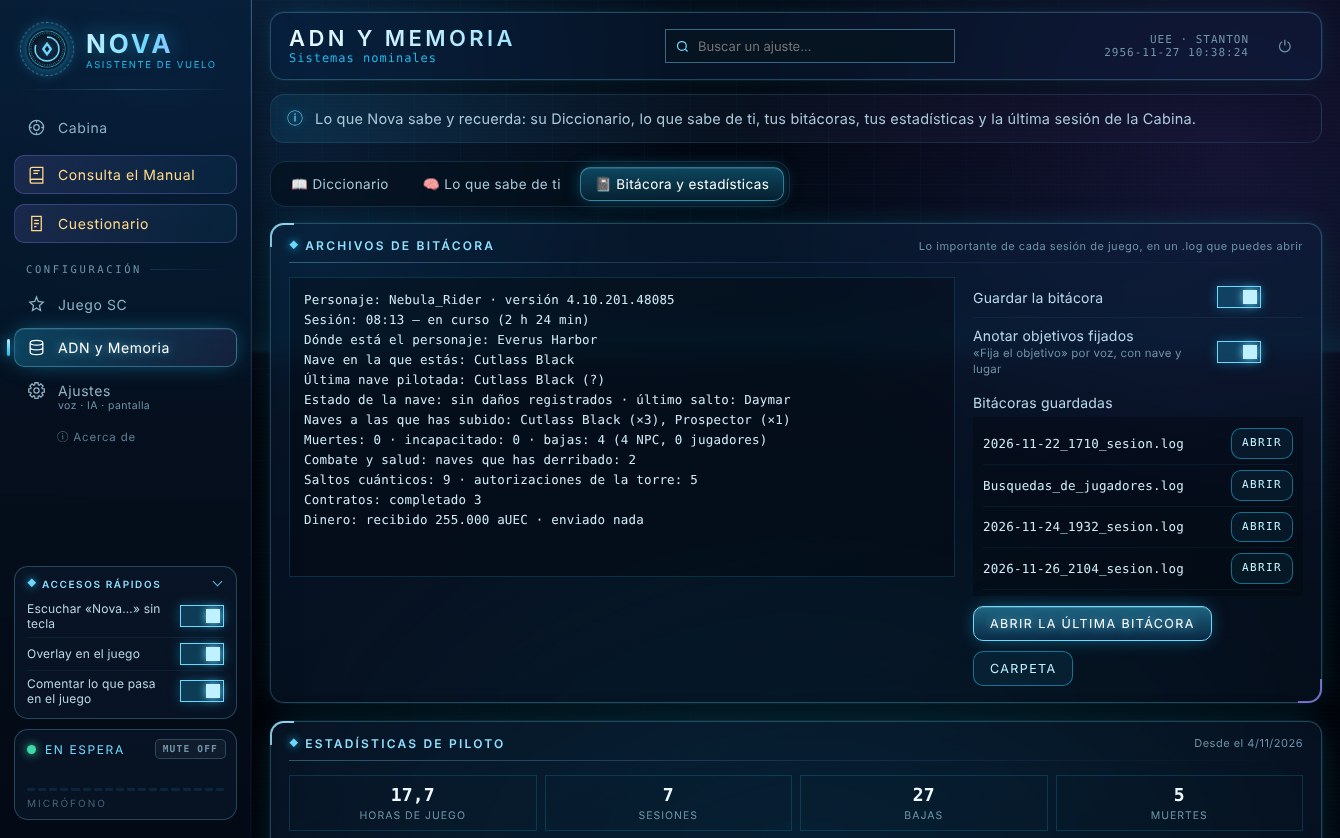 NOVA
ASISTENTE DE VUELO
Cabina
Consulta el Manual
Cuestionario
CONFIGURACIÓN
Juego SC
ADN y Memoria
Ajustes
voz · IA · pantalla
ⓘ Acerca de
ACCESOS RÁPIDOS
Escuchar «Nova...» sin
tecla
Overlay en el juego
Comentar lo que pasa
en el juego
EN ESPERA
MUTE OFF
MICRÓFONO
ADN Y MEMORIA
Sistemas nominales
Buscar un ajuste...
UEE · STANTON
2956-11-27 10:38:24
Lo que Nova sabe y recuerda: su Diccionario, lo que sabe de ti, tus bitácoras, tus estadísticas y la última sesión de la Cabina.
Diccionario
Lo que sabe de ti
Bitácora y estadísticas
ARCHIVOS DE BITÁCORA
Lo importante de cada sesión de juego, en un .log que puedes abrir
Personaje: Nebula_Rider · versión 4.10.201.48085
Sesión: 08:13 — en curso (2 h 24 min)
Dónde está el personaje: Everus Harbor
Nave en la que estás: Cutlass Black
Última nave pilotada: Cutlass Black (?)
Estado de la nave: sin daños registrados · último salto: Daymar
Naves a las que has subido: Cutlass Black (×3), Prospector (×1)
Muertes: 0 · incapacitado: 0 · bajas: 4 (4 NPC, 0 jugadores)
Combate y salud: naves que has derribado: 2
Saltos cuánticos: 9 · autorizaciones de la torre: 5
Contratos: completado 3
Dinero: recibido 255.000 aUEC · enviado nada
Guardar la bitácora
Anotar objetivos fijados
«Fija el objetivo» por voz, con nave y
lugar
Bitácoras guardadas
2026-11-22_1710_sesion.log ABRIR
Busquedas_de_jugadores.log ABRIR
2026-11-24_1932_sesion.log ABRIR
2026-11-26_2104_sesion.log ABRIR
ABRIR LA ÚLTIMA BITÁCORA
CARPETA
ESTADÍSTICAS DE PILOTO
Desde el 4/11/2026
17,7
HORAS DE JUEGO
7
SESIONES
27
BAJAS
5
MUERTES